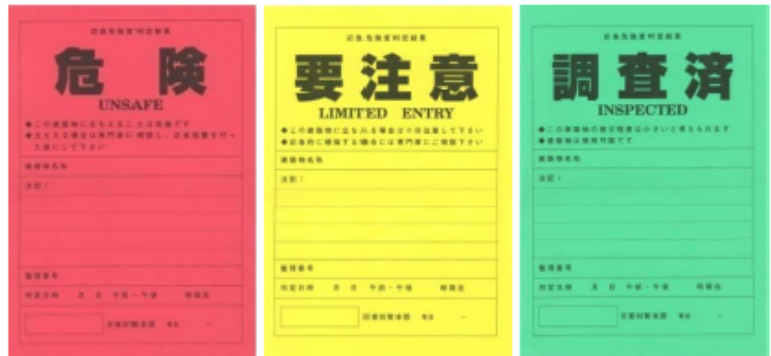 応急危険度判定結果
危険
UNSAFE
◆この建築物に立ち入ることは危険です
◆立ち入る場合は専門家に相談し、応急措置を行っ
た後にして下さい
建築物名称
注記：
整理番号
判定日時 月 日 午前・午後 時現在
災害対策本部 電話 －
応急危険度判定結果
要注意
LIMITED ENTRY
◆この建築物に立ち入る場合は十分注意して下さい
◆応急的に補強する場合には専門家にご相談下さい
建築物名称
注記：
整理番号
判定日時 月 日 午前・午後 時現在
災害対策本部 電話 －
応急危険度判定結果
調査済
INSPECTED
◆この建築物の被災程度は小さいと考えられます
◆建築物は使用可能です
建築物名称
注記：
整理番号
判定日時 月 日 午前・午後 時現在
災害対策本部 電話 －